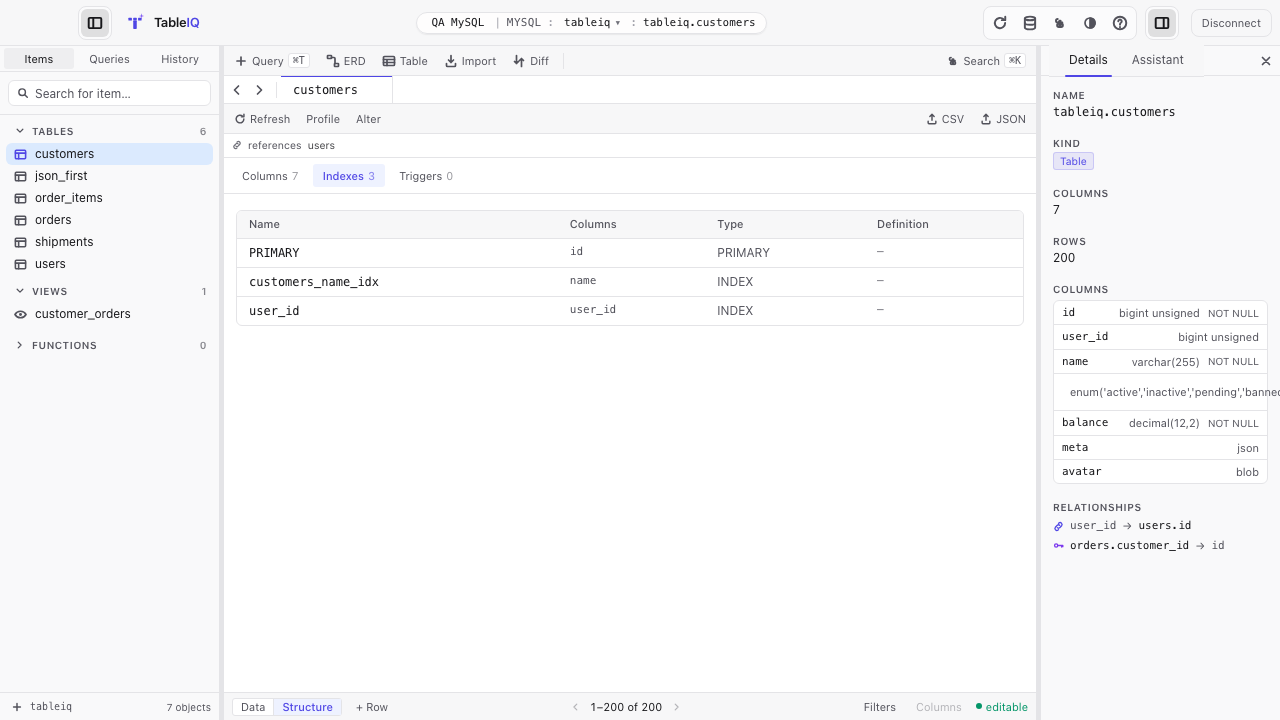 TableIQ
QA MySQL | MYSQL : tableiq ▾ : tableiq.customers
Disconnect
Items Queries History
Search for item…
TABLES 6
customers
json_first
order_items
orders
shipments
users
VIEWS 1
customer_orders
FUNCTIONS 0
+ tableiq 7 objects
+ Query ⌘T ERD Table Import Diff Search ⌘K
customers
Refresh Profile Alter CSV JSON
references users
Columns 7 Indexes 3 Triggers 0
Name Columns Type Definition
PRIMARY id PRIMARY —
customers_name_idx name INDEX —
user_id user_id INDEX —
Data Structure + Row 1–200 of 200 Filters Columns editable
Details Assistant
NAME
tableiq.customers
KIND
Table
COLUMNS
7
ROWS
200
COLUMNS
id bigint unsigned NOT NULL
user_id bigint unsigned
name varchar(255) NOT NULL
enum('active','inactive','pending','banned
balance decimal(12,2) NOT NULL
meta json
avatar blob
RELATIONSHIPS
user_id → users.id
orders.customer_id → id